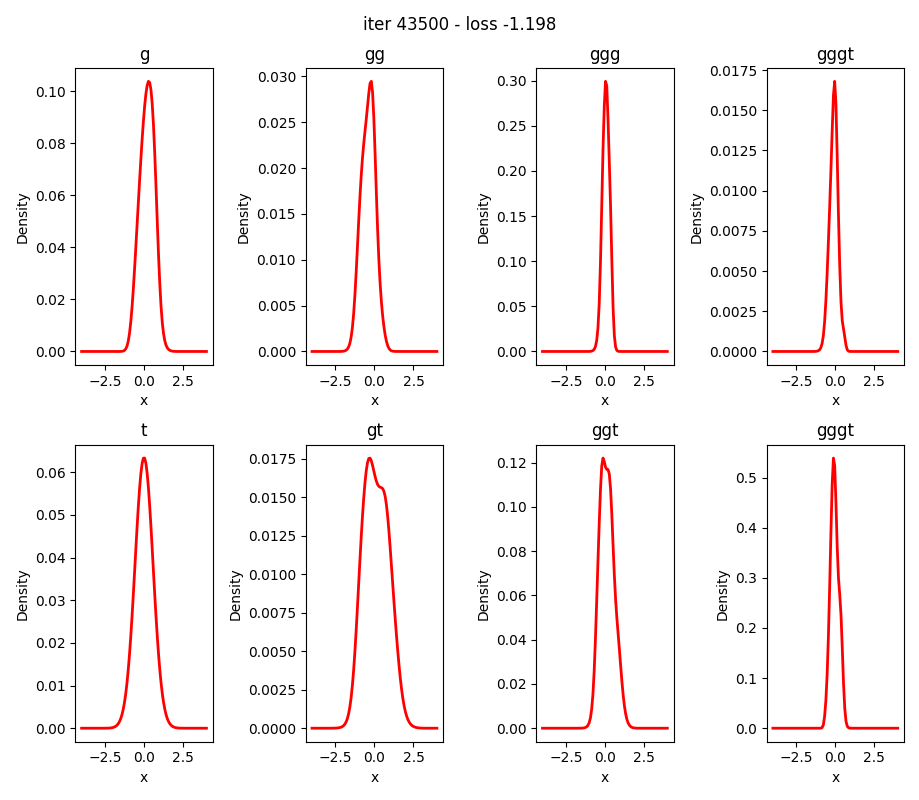 iter 43500 - loss -1.198
g
gg
ggg
gggt
0.10
0.08
0.06
0.04
0.02
0.00
Density
−2.5 0.0 2.5
x
0.030
0.025
0.020
0.015
0.010
0.005
0.000
Density
−2.5 0.0 2.5
x
0.30
0.25
0.20
0.15
0.10
0.05
0.00
Density
−2.5 0.0 2.5
x
0.0175
0.0150
0.0125
0.0100
0.0075
0.0050
0.0025
0.0000
Density
−2.5 0.0 2.5
x
t
gt
ggt
gggt
0.06
0.05
0.04
0.03
0.02
0.01
0.00
Density
−2.5 0.0 2.5
x
0.0175
0.0150
0.0125
0.0100
0.0075
0.0050
0.0025
0.0000
Density
−2.5 0.0 2.5
x
0.12
0.10
0.08
0.06
0.04
0.02
0.00
Density
−2.5 0.0 2.5
x
0.5
0.4
0.3
0.2
0.1
0.0
Density
−2.5 0.0 2.5
x